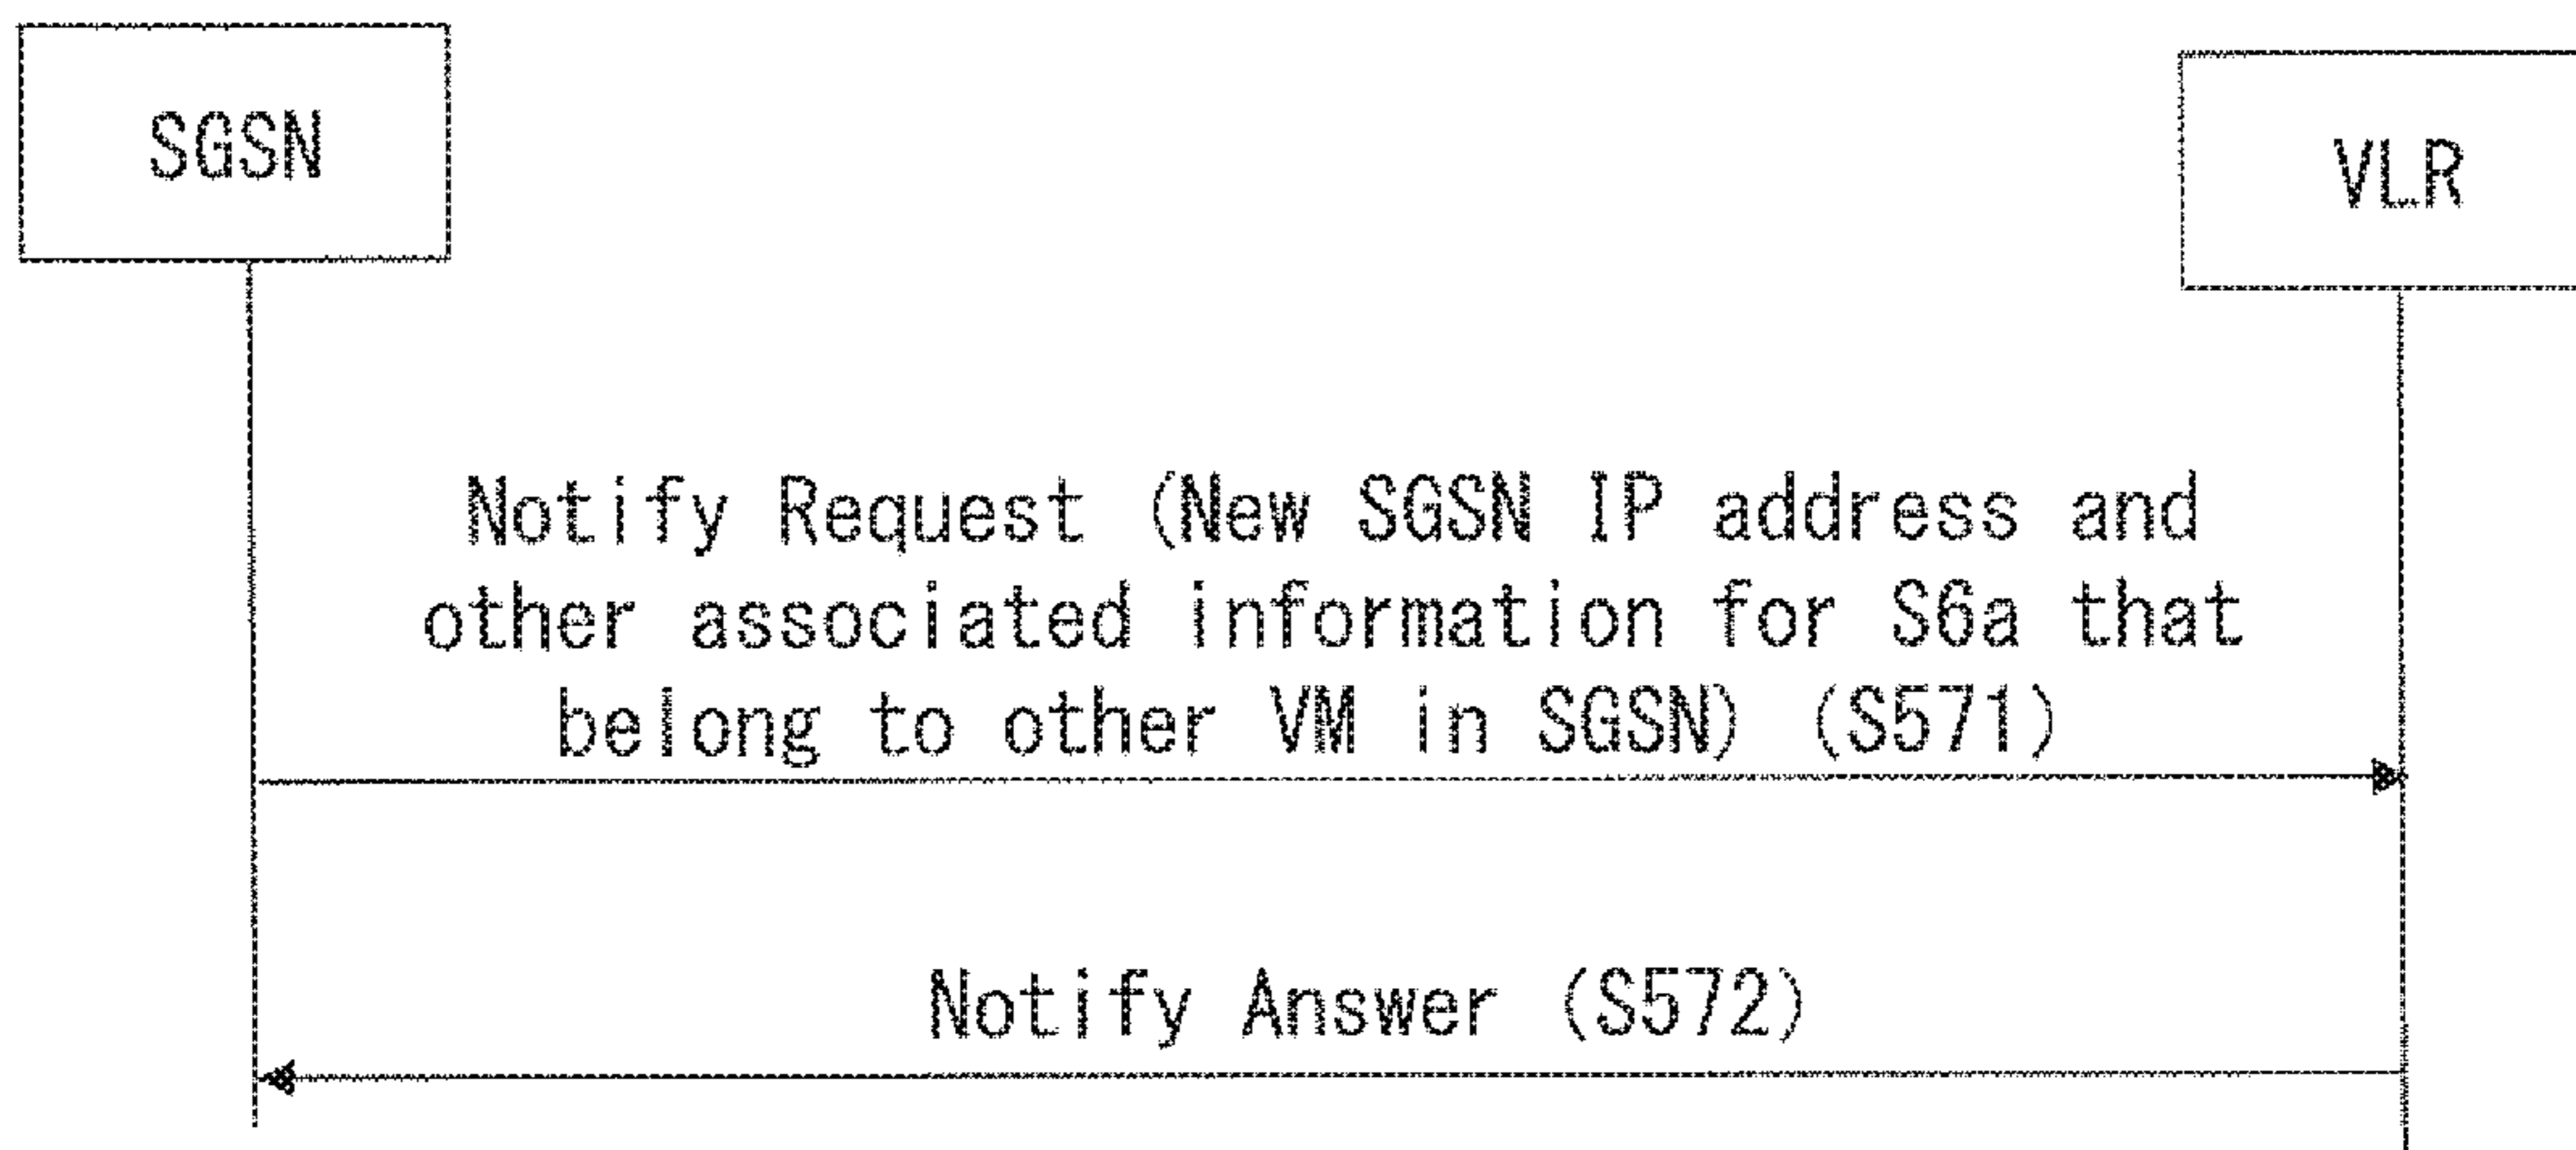 SGSN
VLR
Notify Request (New SGSN IP address and
other associated information for S6a that
belong to other VM in SGSN) (S571)
Notify Answer (S572)